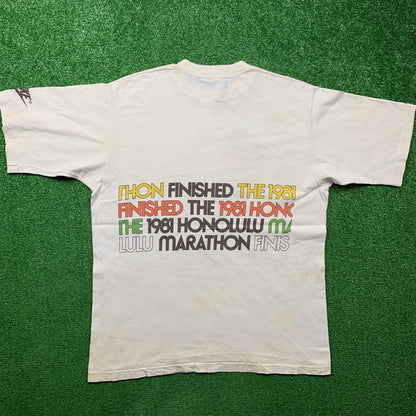 THON FINISHED THE 1981
FINISHED THE 1981 HONO
THE 1981 HONOLULU MA
LULU MARATHON FINIS